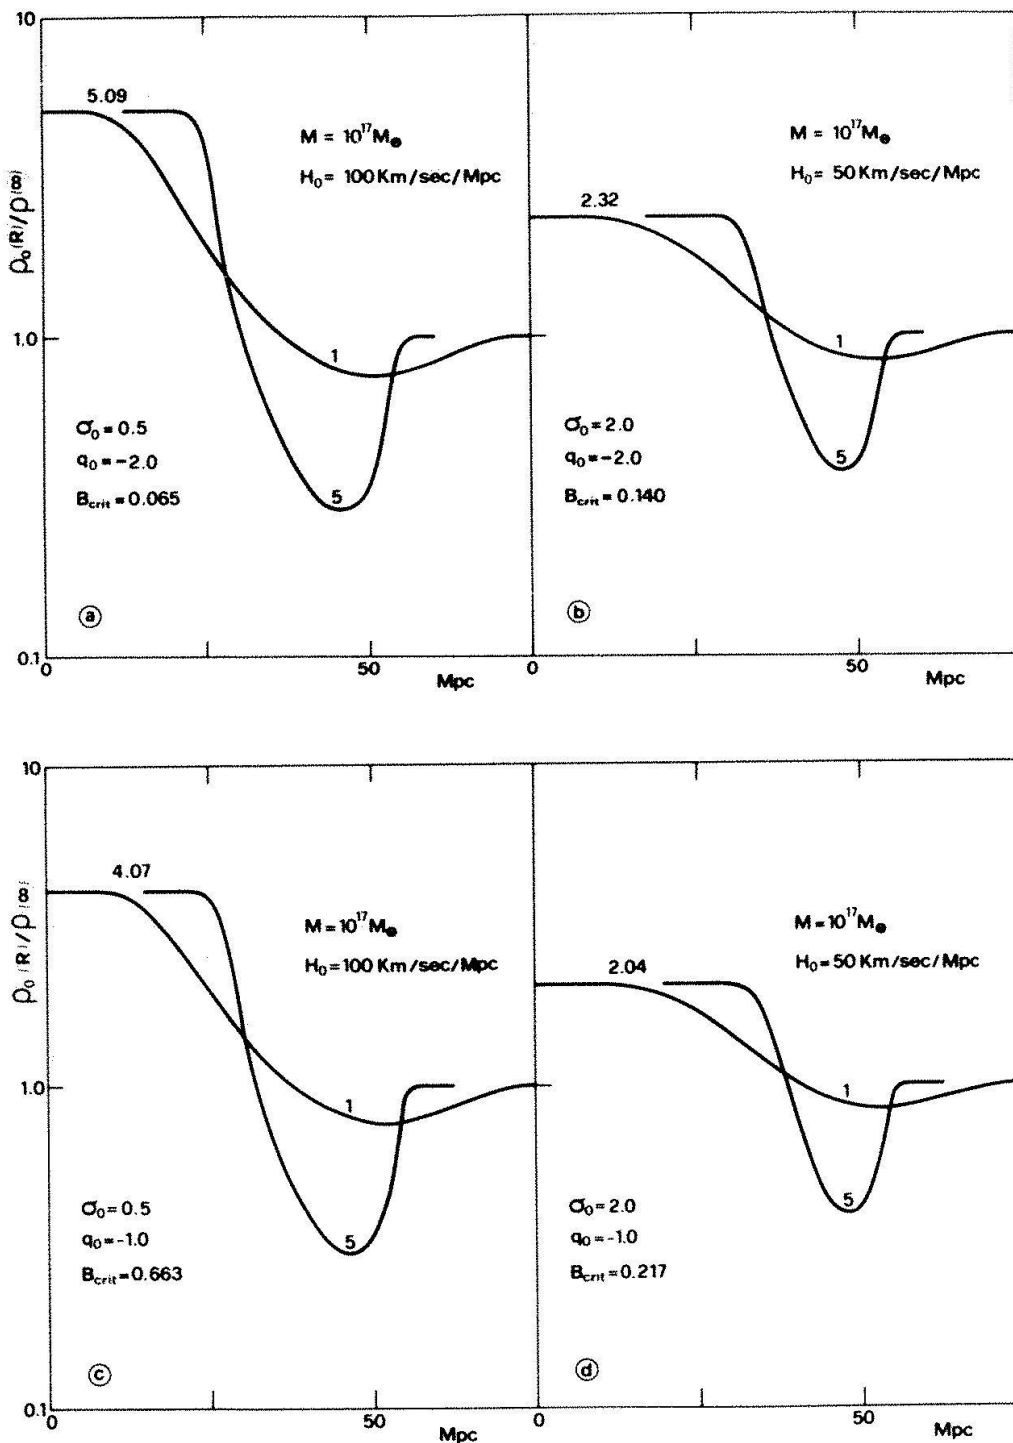 10
5.09
M = 10¹⁷M⊙
H₀ = 100 Km/sec/Mpc
ρ₀(R)/ρ(∞)
1.0
1
5
σ₀ = 0.5
q₀ = -2.0
B_crit = 0.065
a
0.1
0
50
Mpc
2.32
M = 10¹⁷M⊙
H₀ = 50 Km/sec/Mpc
1
5
σ₀ = 2.0
q₀ = -2.0
B_crit = 0.140
b
0
50
Mpc
10
4.07
M = 10¹⁷M⊙
H₀ = 100 Km/sec/Mpc
ρ₀(R)/ρ(∞)
1.0
1
5
σ₀ = 0.5
q₀ = -1.0
B_crit = 0.663
c
0.1
0
50
Mpc
2.04
M = 10¹⁷M⊙
H₀ = 50 Km/sec/Mpc
1
5
σ₀ = 2.0
q₀ = -1.0
B_crit = 0.217
d
0
50
Mpc